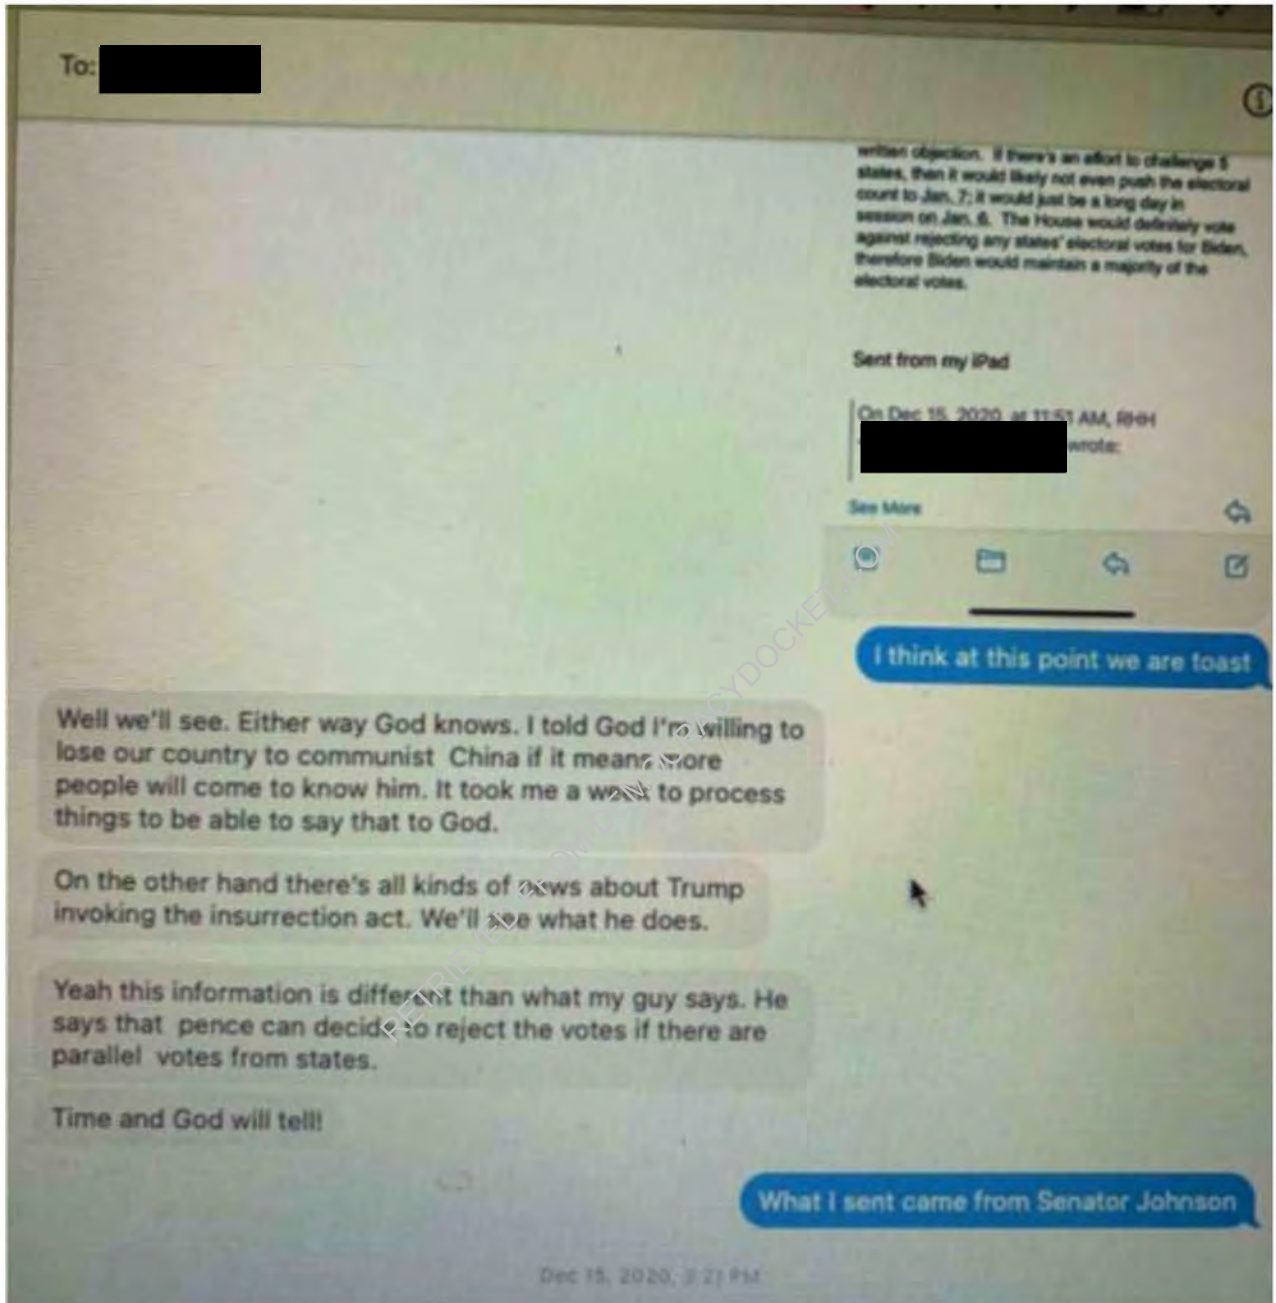 To:
written objection. If there's an effort to challenge 5
states, then it would likely not even push the electoral
count to Jan. 7; it would just be a long day in
session on Jan. 6. The House would definitely vote
against rejecting any states' electoral votes for Biden,
therefore Biden would maintain a majority of the
electoral votes.
Sent from my iPad
On Dec 15, 2020, at 11:51 AM, RHH
wrote:
See More
I think at this point we are toast
Well we'll see. Either way God knows. I told God I'm willing to
lose our country to communist China if it means more
people will come to know him. It took me a week to process
things to be able to say that to God.
On the other hand there's all kinds of news about Trump
invoking the insurrection act. We'll see what he does.
Yeah this information is different than what my guy says. He
says that pence can decide to reject the votes if there are
parallel votes from states.
Time and God will tell!
What I sent came from Senator Johnson
Dec 15, 2020, 3:21 PM